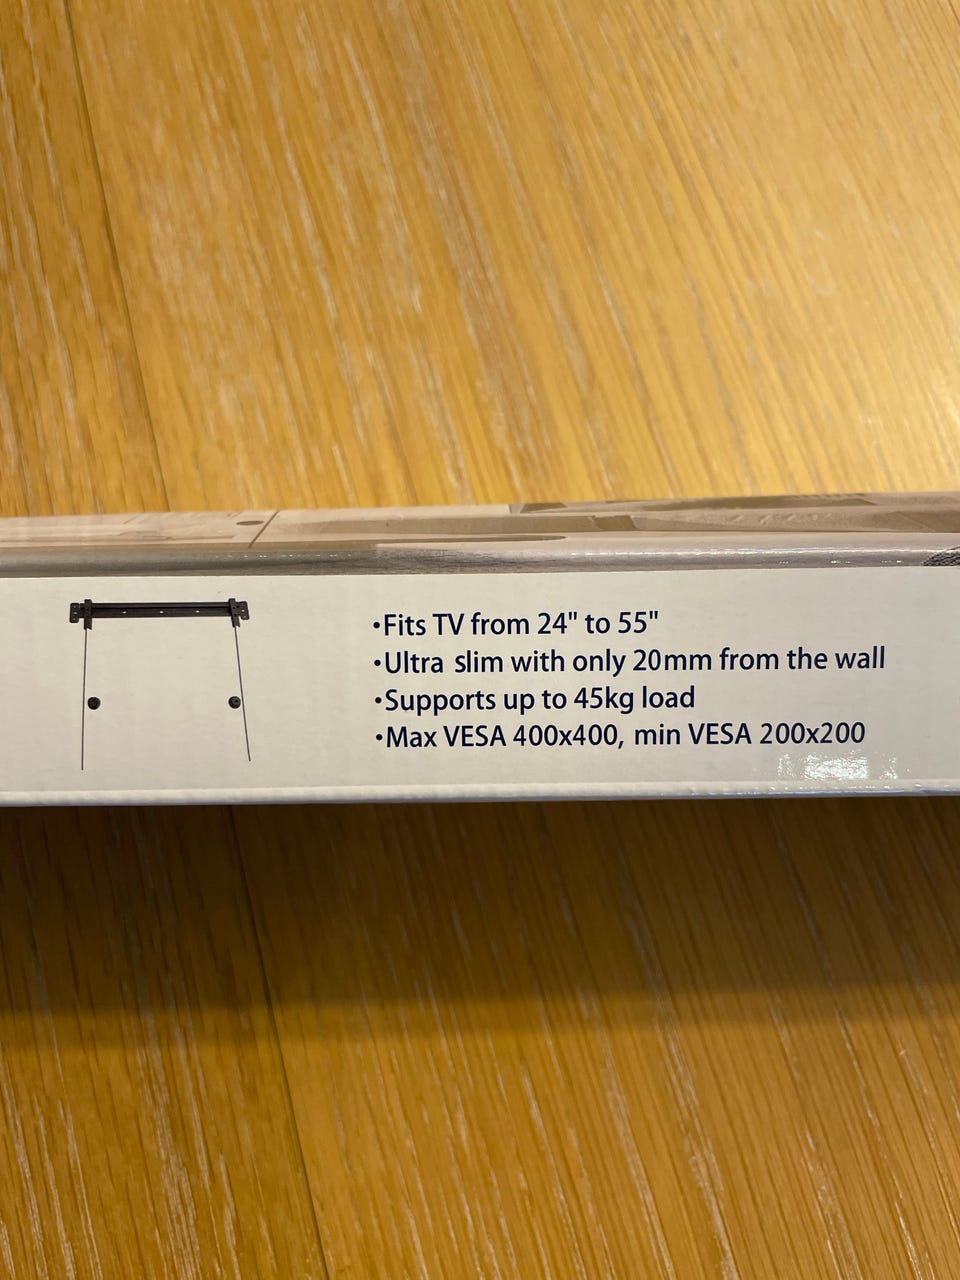 •Fits TV from 24" to 55"
•Ultra slim with only 20mm from the wall
•Supports up to 45kg load
•Max VESA 400x400, min VESA 200x200